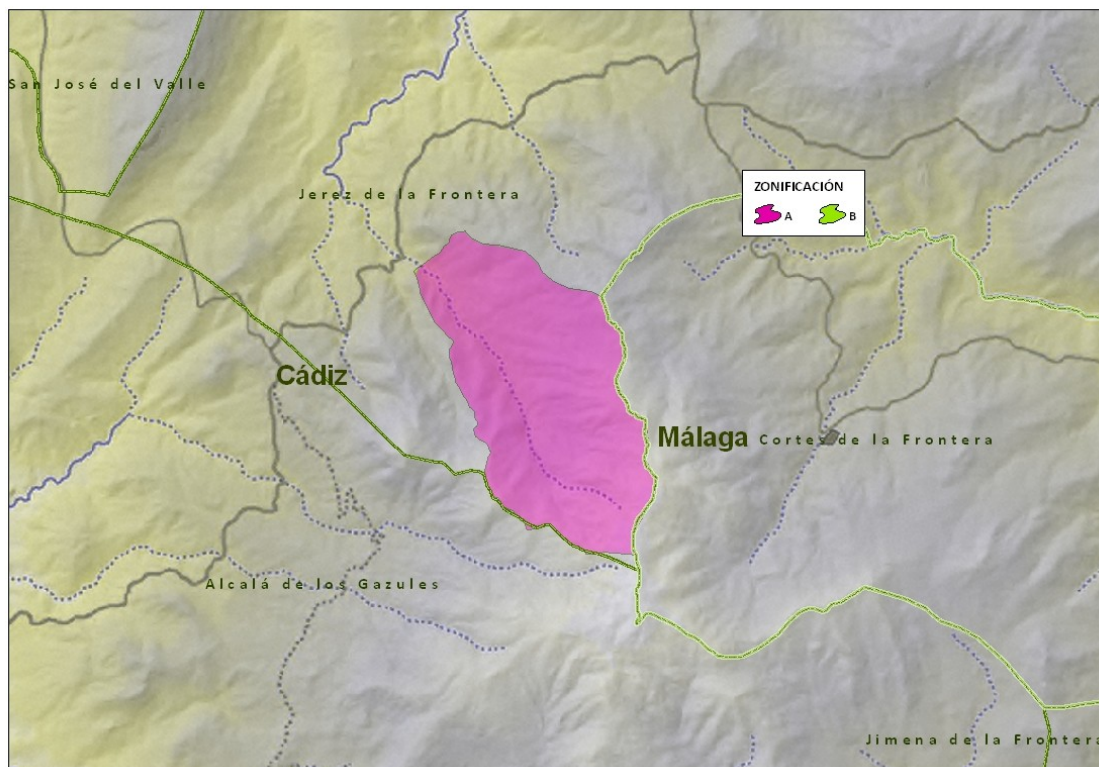 San José del Valle
Jerez de la Frontera
ZONIFICACIÓN
A B
Cádiz
Málaga
Cortes de la Frontera
Alcalá de los Gazules
Jimena de la Frontera